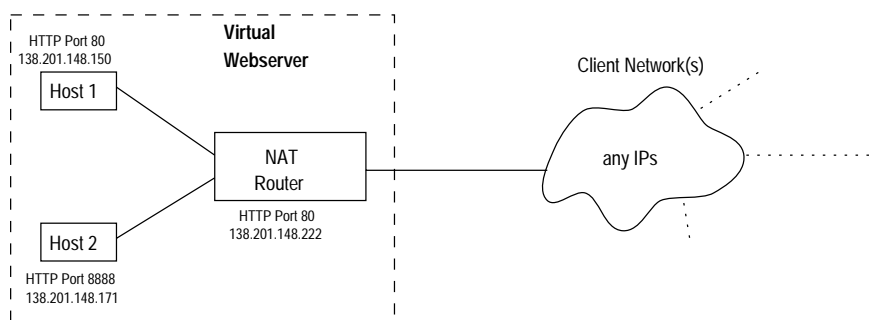 Virtual
Webserver
HTTP Port 80
138.201.148.150
Host 1
NAT
Router
HTTP Port 80
138.201.148.222
Host 2
HTTP Port 8888
138.201.148.171
Client Network(s)
any IPs